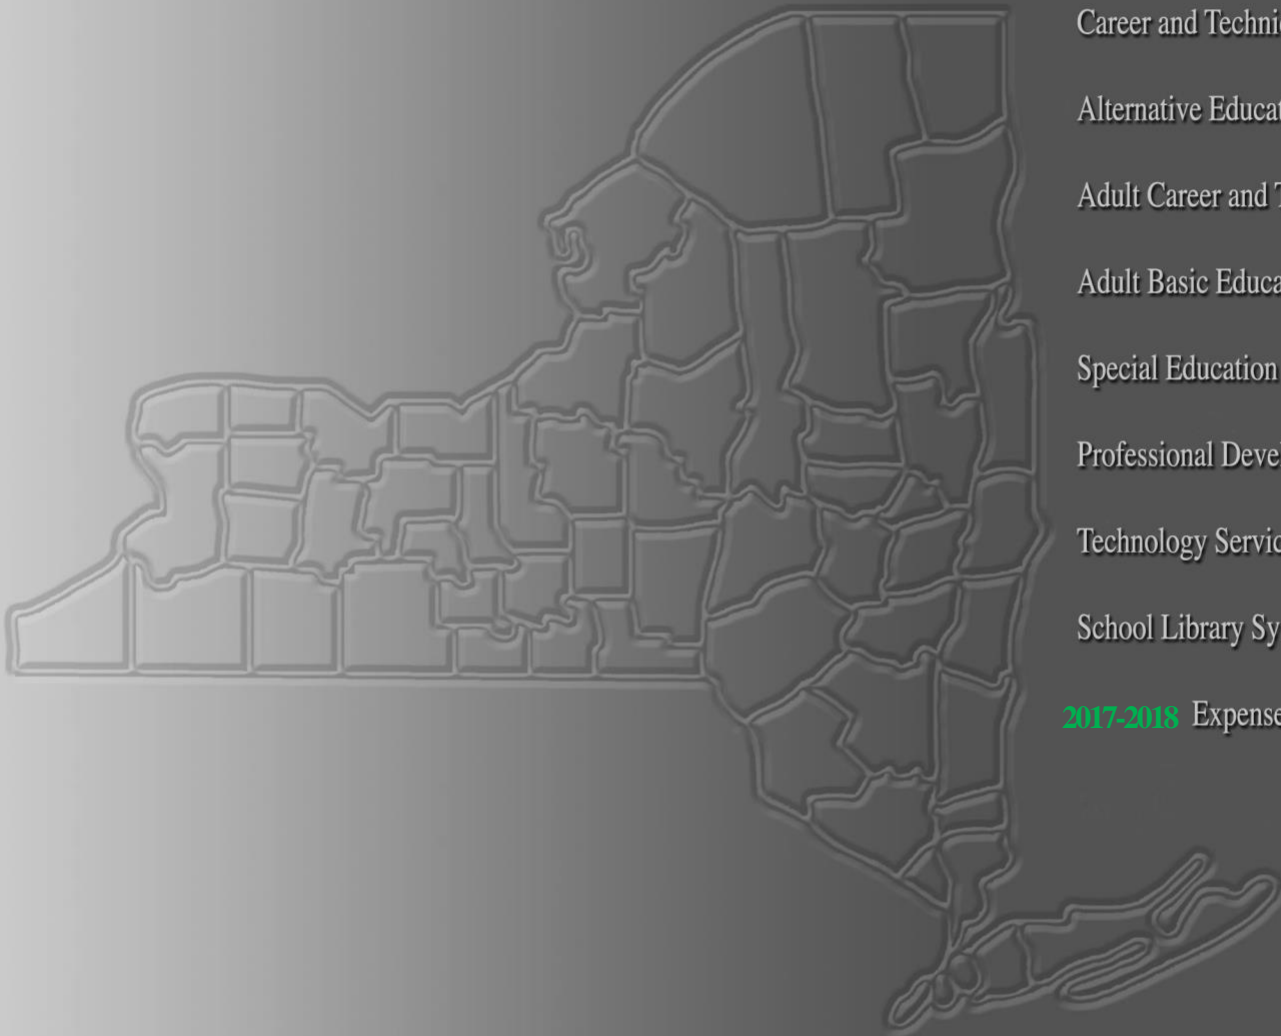 Career and Techni
Alternative Educat
Adult Career and T
Adult Basic Educa
Special Education
Professional Deve
Technology Servic
School Library Sy
2017-2018 Expense